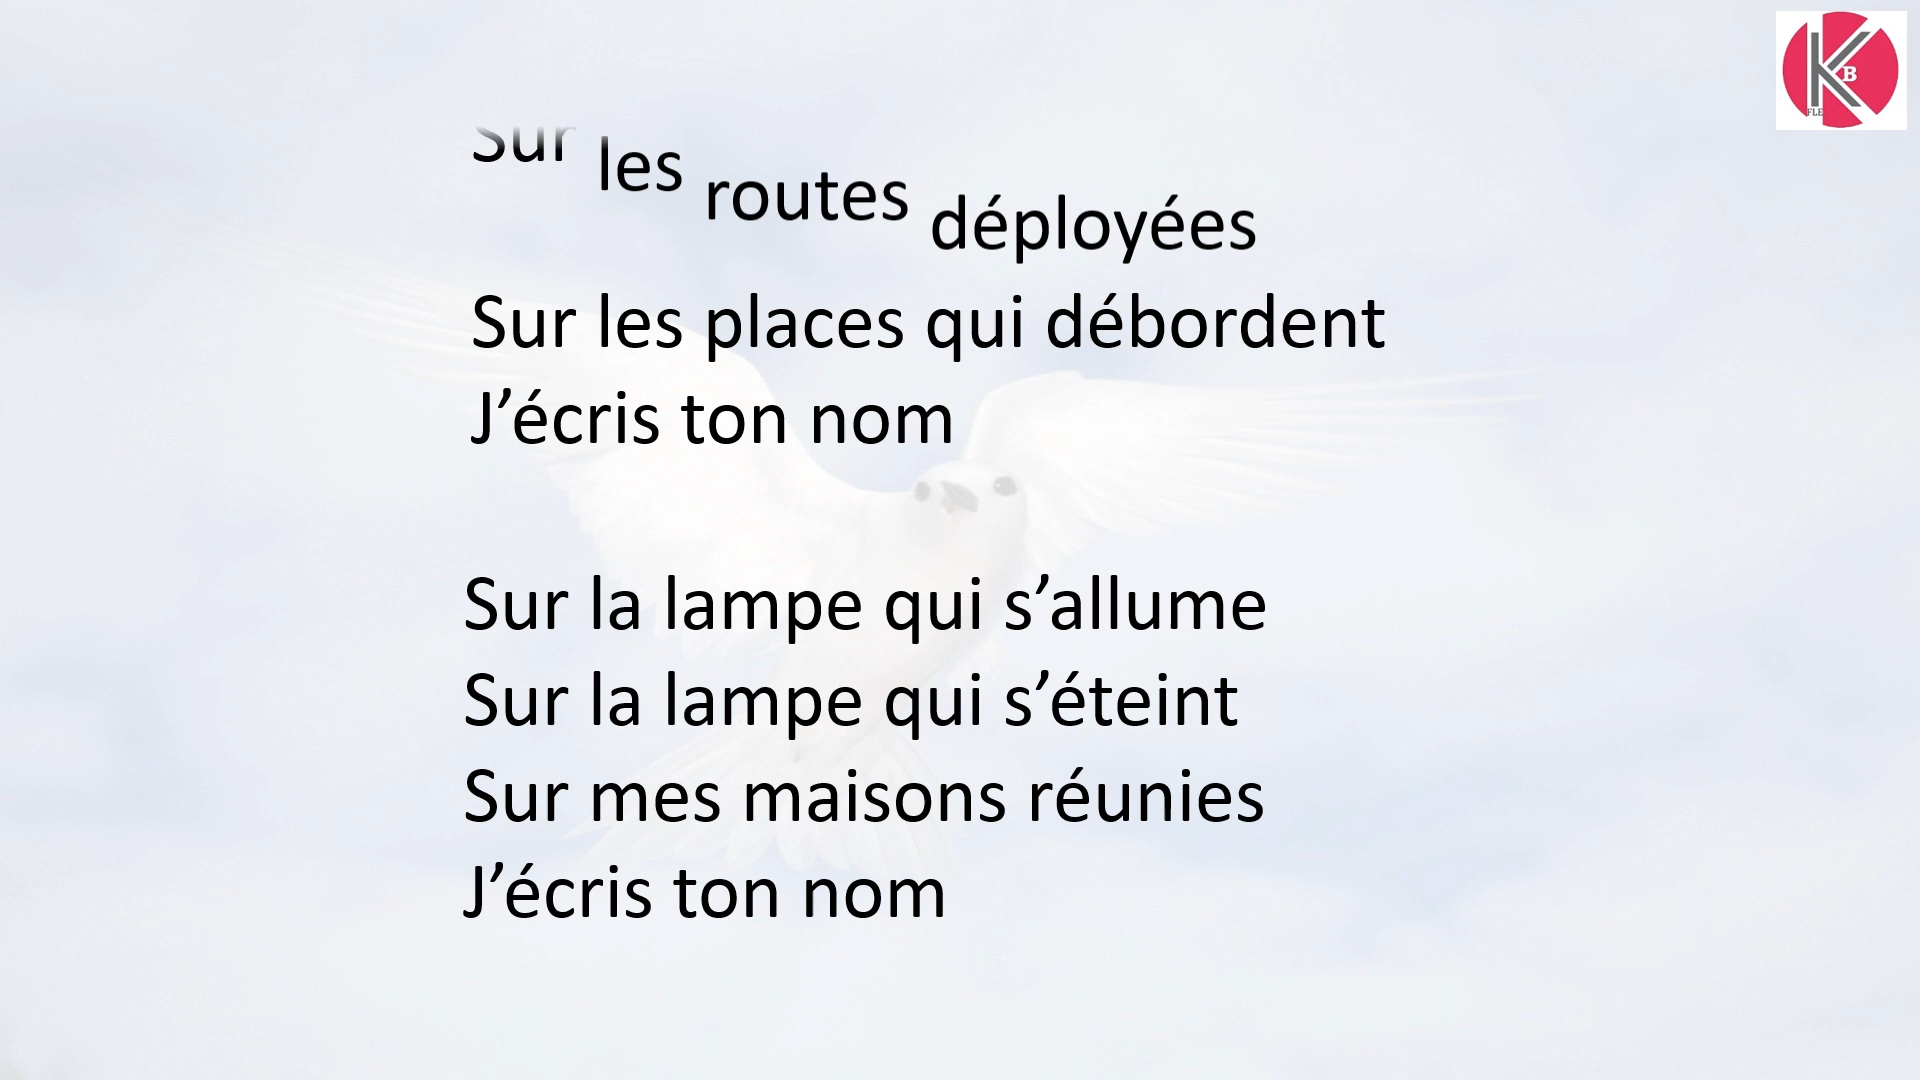 Sur les routes déployées
Sur les places qui débordent
J’écris ton nom
Sur la lampe qui s’allume
Sur la lampe qui s’éteint
Sur mes maisons réunies
J’écris ton nom
K B
FLE